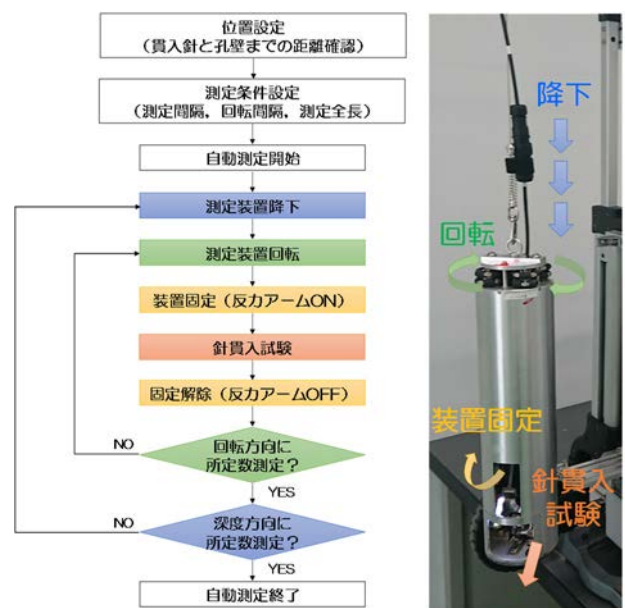 位置設定
（貫入針と孔壁までの距離確認）
測定条件設定
（測定間隔，回転間隔，測定全長）
自動測定開始
測定装置降下
測定装置回転
装置固定（反力アームON）
針貫入試験
固定解除（反力アームOFF）
NO
回転方向に
所定数測定？
YES
NO
深度方向に
所定数測定？
YES
自動測定終了
降下
回転
装置固定
針貫入
試験